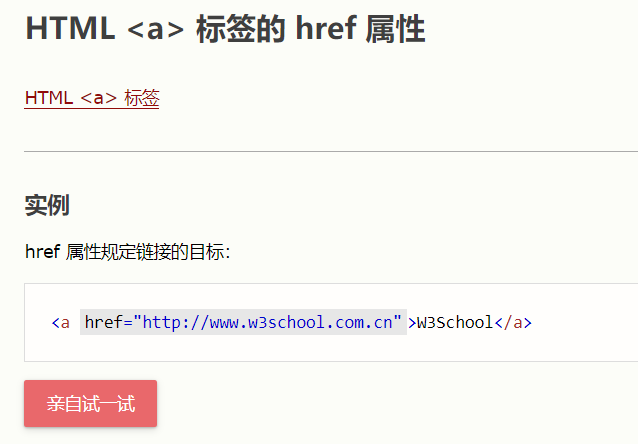 HTML <a> 标签的 href 属性
HTML <a> 标签
实例
href 属性规定链接的目标：
<a href="http://www.w3school.com.cn">W3School</a>
亲自试一试